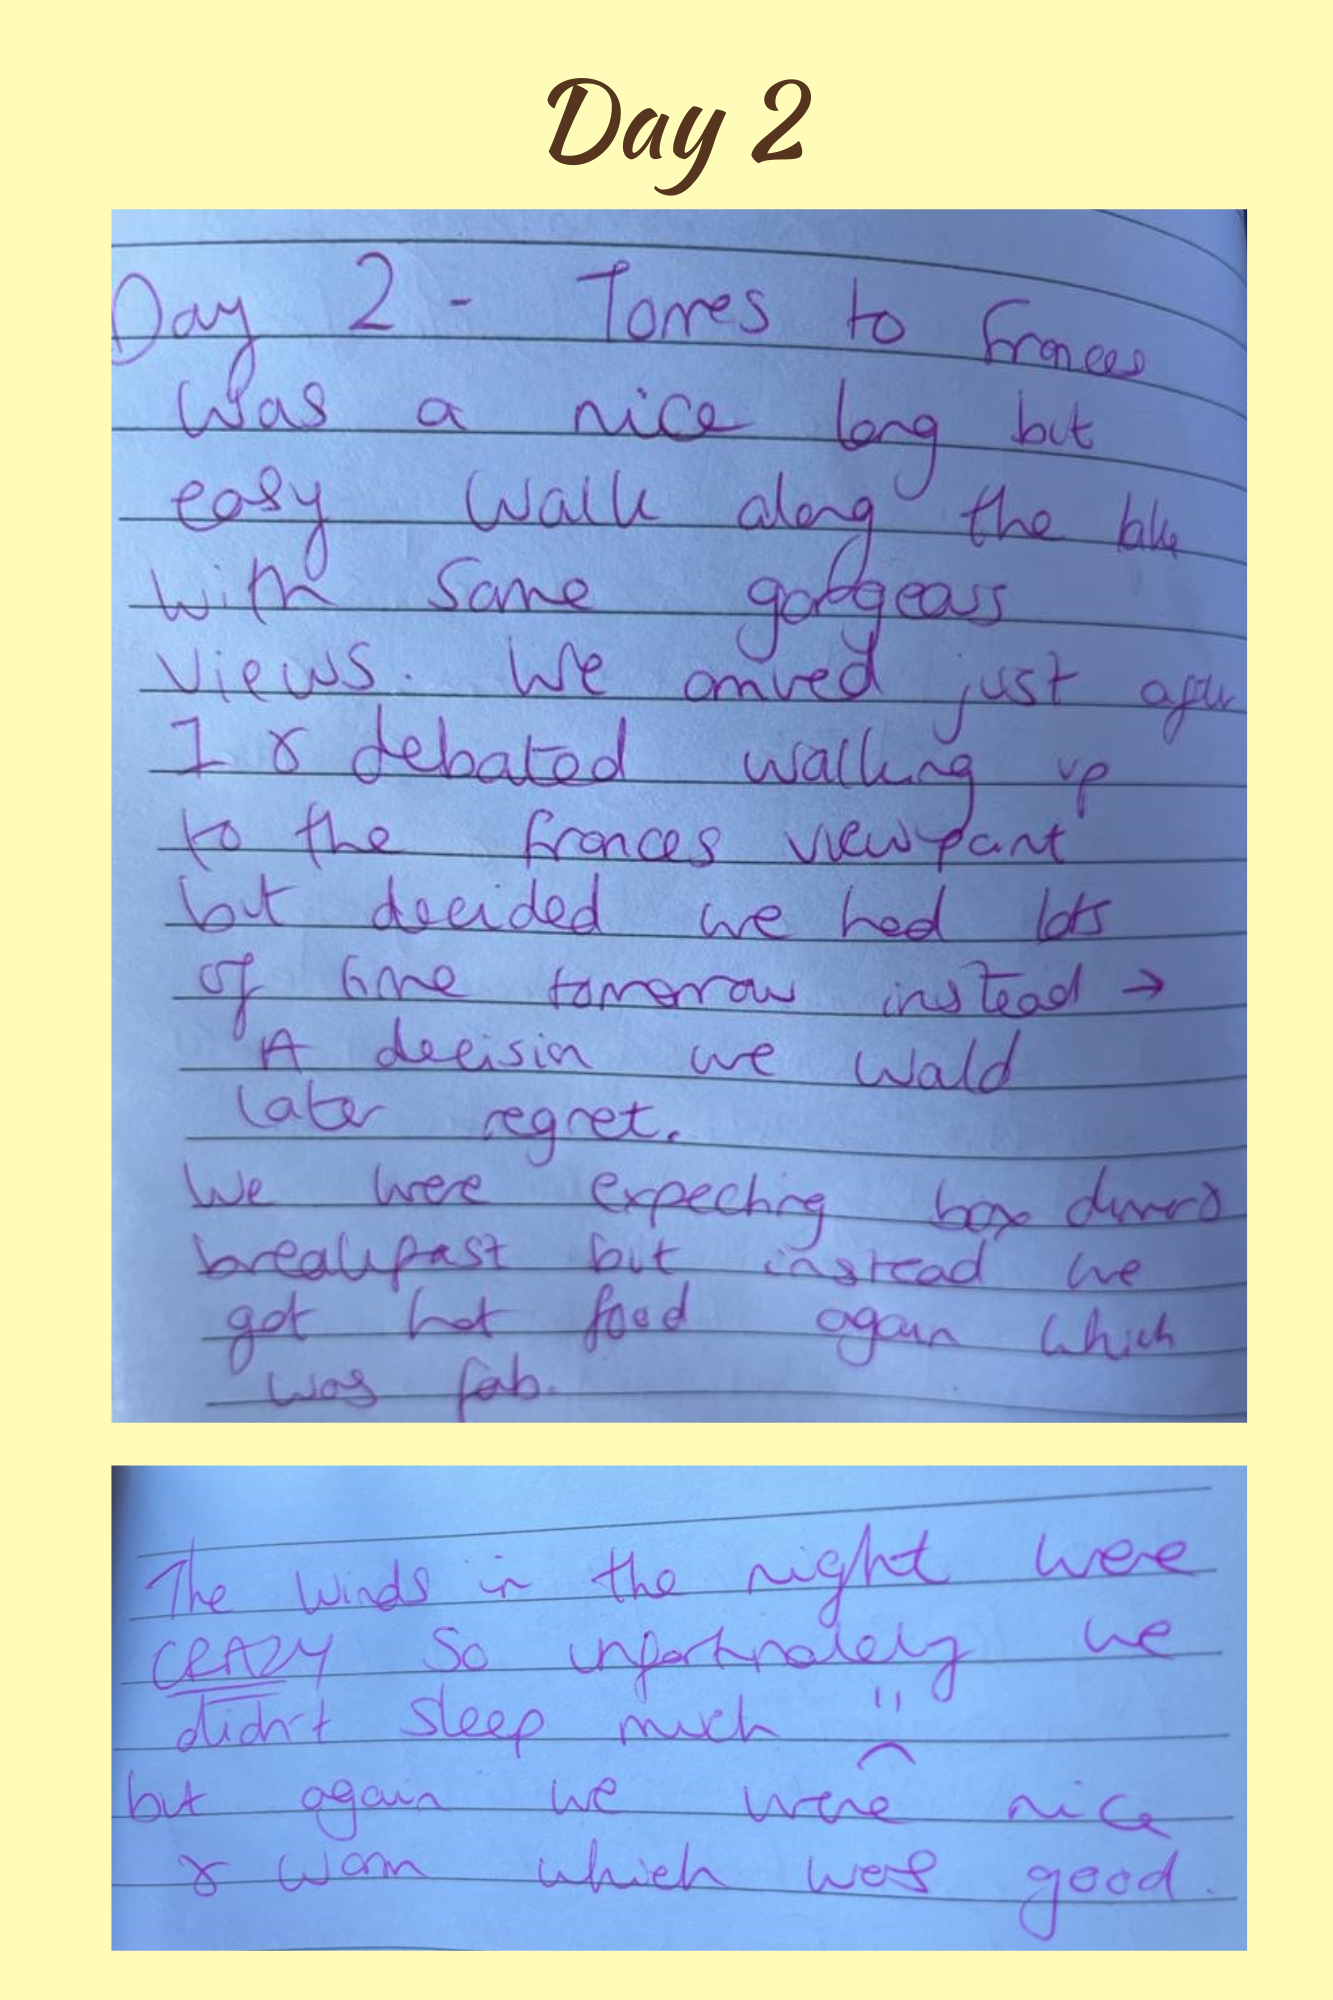 Day 2
Day 2 - Torres to Frances
was a nice long but
easy walk along the lake
with some gorgeous
views. We arrived just after
1 & debated walking up
to the Frances viewpoint
but decided we had lots
of time tomorrow instead →
A decision we would
later regret.
We were expecting box dinner &
breakfast but instead we
got hot food again which
was fab.
The winds in the night were
CRAZY so unfortnately we
didn't sleep much
but again we were nice
& warm which was good.